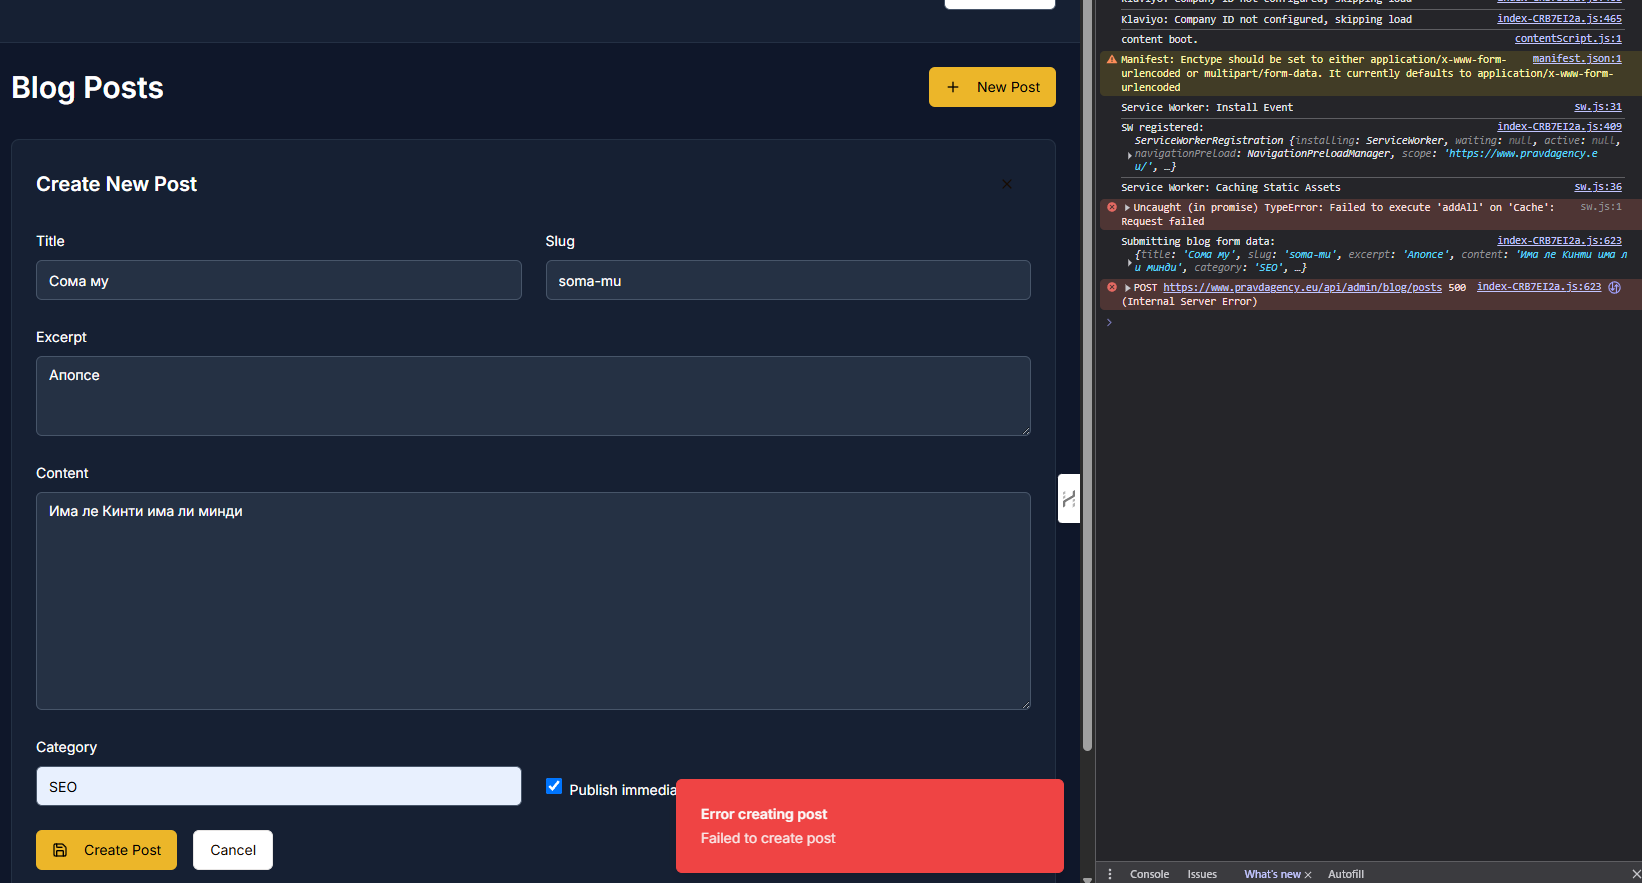 Blog Posts
New Post
Create New Post
Title
Slug
Сома му
soma-mu
Excerpt
Апопсе
Content
Има ле Кинти има ли минди
Category
SEO
Publish immedia
Error creating post
Failed to create post
Create Post
Cancel
Klaviyo: Company ID not configured, skipping load
Klaviyo: Company ID not configured, skipping load index-CRB7EI2a.js:465
content boot. contentScript.js:1
Manifest: Enctype should be set to either application/x-www-form- manifest.json:1
urlencoded or multipart/form-data. It currently defaults to application/x-www-form-
urlencoded
Service Worker: Install Event sw.js:31
SW registered: index-CRB7EI2a.js:409
ServiceWorkerRegistration {installing: ServiceWorker, waiting: null, active: null,
navigationPreload: NavigationPreloadManager, scope: 'https://www.pravdagency.e
u/', …}
Service Worker: Caching Static Assets sw.js:36
Uncaught (in promise) TypeError: Failed to execute 'addAll' on 'Cache': sw.js:1
Request failed
Submitting blog form data: index-CRB7EI2a.js:623
{title: 'Сома му', slug: 'soma-mu', excerpt: 'Апопсе', content: 'Има ле Кинти има л
и минди', category: 'SEO', …}
POST https://www.pravdagency.eu/api/admin/blog/posts 500 index-CRB7EI2a.js:623
(Internal Server Error)
Console
Issues
What's new
Autofill